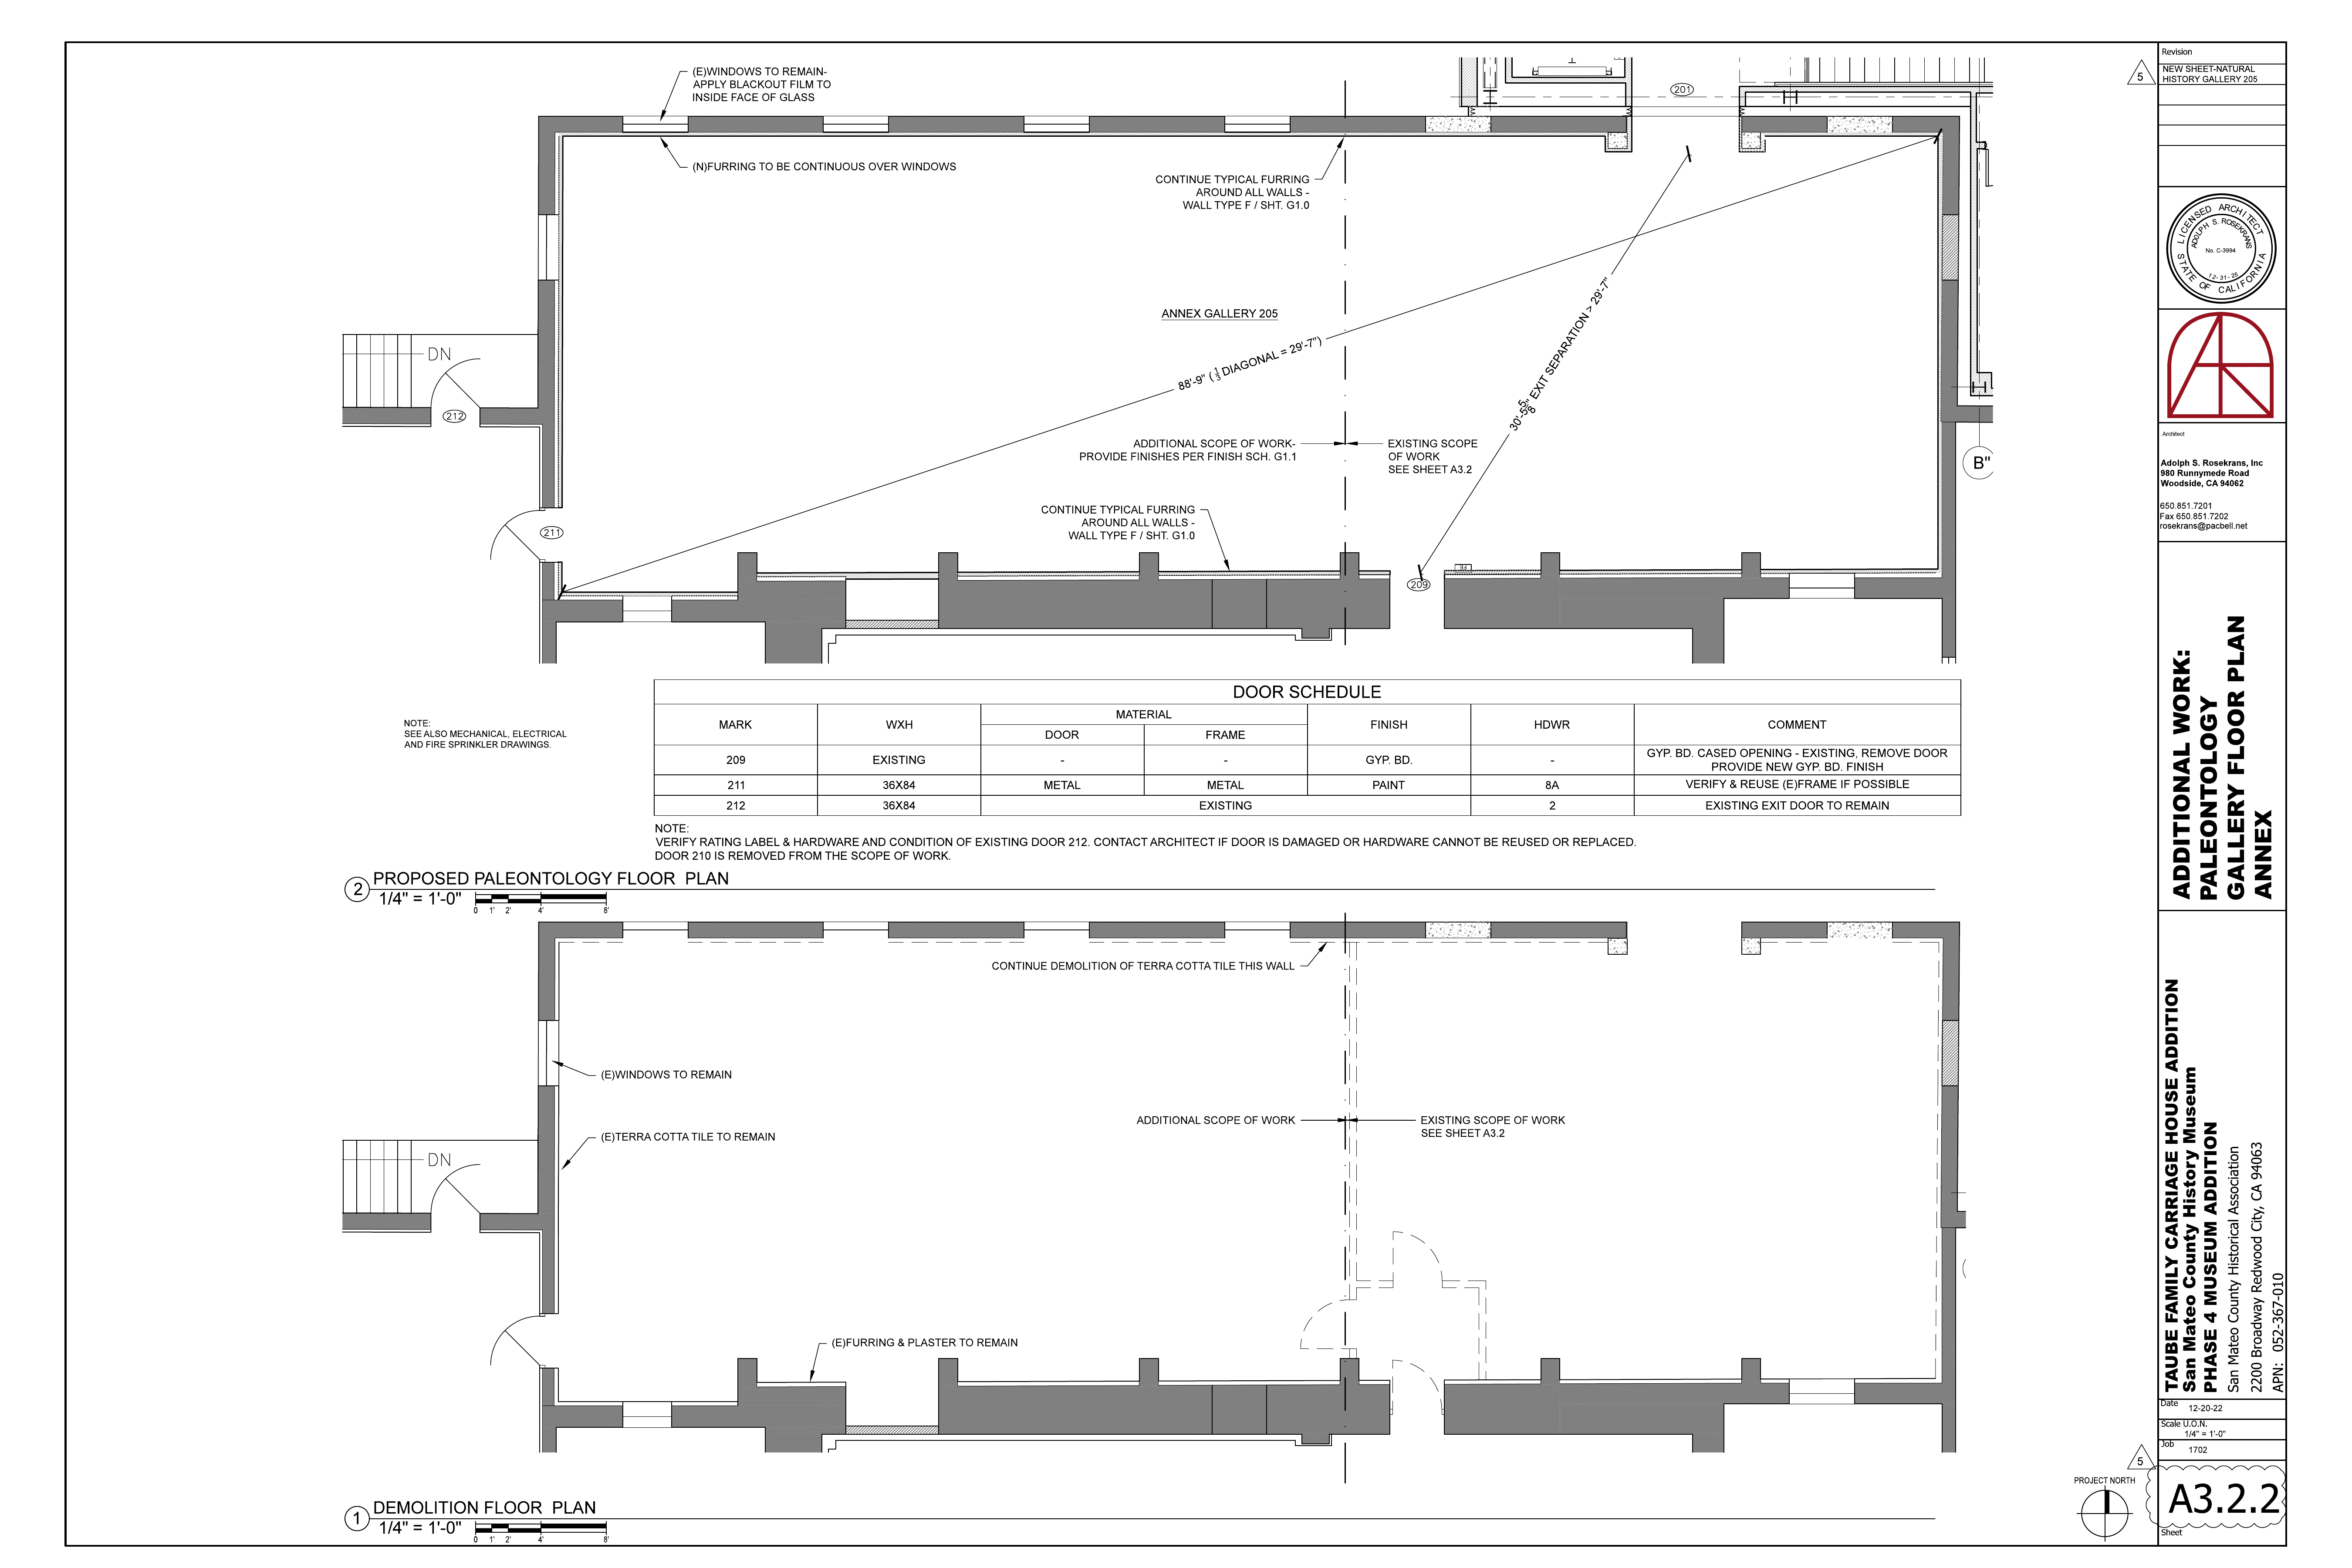 (E)WINDOWS TO REMAIN-
APPLY BLACKOUT FILM TO
INSIDE FACE OF GLASS
(N)FURRING TO BE CONTINUOUS OVER WINDOWS
CONTINUE TYPICAL FURRING
AROUND ALL WALLS -
WALL TYPE F / SHT. G1.0
201
ANNEX GALLERY 205
88'-9" ( 1/3 DIAGONAL = 29'-7")
30'-5 5/8" EXIT SEPARATION > 29'-7"
DN
212
211
ADDITIONAL SCOPE OF WORK-
PROVIDE FINISHES PER FINISH SCH. G1.1
EXISTING SCOPE
OF WORK
SEE SHEET A3.2
B"
CONTINUE TYPICAL FURRING
AROUND ALL WALLS -
WALL TYPE F / SHT. G1.0
209
NOTE:
SEE ALSO MECHANICAL, ELECTRICAL
AND FIRE SPRINKLER DRAWINGS.
DOOR SCHEDULE
MARK WXH MATERIAL FINISH HDWR COMMENT
DOOR FRAME
209 EXISTING - - GYP. BD. - GYP. BD. CASED OPENING - EXISTING, REMOVE DOOR
PROVIDE NEW GYP. BD. FINISH
211 36X84 METAL METAL PAINT 8A VERIFY & REUSE (E)FRAME IF POSSIBLE
212 36X84 EXISTING 2 EXISTING EXIT DOOR TO REMAIN
NOTE:
VERIFY RATING LABEL & HARDWARE AND CONDITION OF EXISTING DOOR 212. CONTACT ARCHITECT IF DOOR IS DAMAGED OR HARDWARE CANNOT BE REUSED OR REPLACED.
DOOR 210 IS REMOVED FROM THE SCOPE OF WORK.
2 PROPOSED PALEONTOLOGY FLOOR PLAN
1/4" = 1'-0"
0 1' 2' 4' 8'
CONTINUE DEMOLITION OF TERRA COTTA TILE THIS WALL
(E)WINDOWS TO REMAIN
(E)TERRA COTTA TILE TO REMAIN
ADDITIONAL SCOPE OF WORK
EXISTING SCOPE OF WORK
SEE SHEET A3.2
DN
(E)FURRING & PLASTER TO REMAIN
1 DEMOLITION FLOOR PLAN
1/4" = 1'-0"
0 1' 2' 4' 8'
PROJECT NORTH
5
Revision
NEW SHEET-NATURAL
HISTORY GALLERY 205
LICENSED ARCHITECT
ADOLPH S. ROSEKRANS
No. C-3994
12-31-25
STATE OF CALIFORNIA
Architect
Adolph S. Rosekrans, Inc
980 Runnymede Road
Woodside, CA 94062
650.851.7201
Fax 650.851.7202
rosekrans@pacbell.net
ADDITIONAL WORK:
PALEONTOLOGY
GALLERY FLOOR PLAN
ANNEX
TAUBE FAMILY CARRIAGE HOUSE ADDITION
San Mateo County History Museum
PHASE 4 MUSEUM ADDITION
San Mateo County Historical Association
2200 Broadway Redwood City, CA 94063
APN: 052-367-010
Date
12-20-22
Scale U.O.N.
1/4" = 1'-0"
Job
1702
5
A3.2.2
Sheet